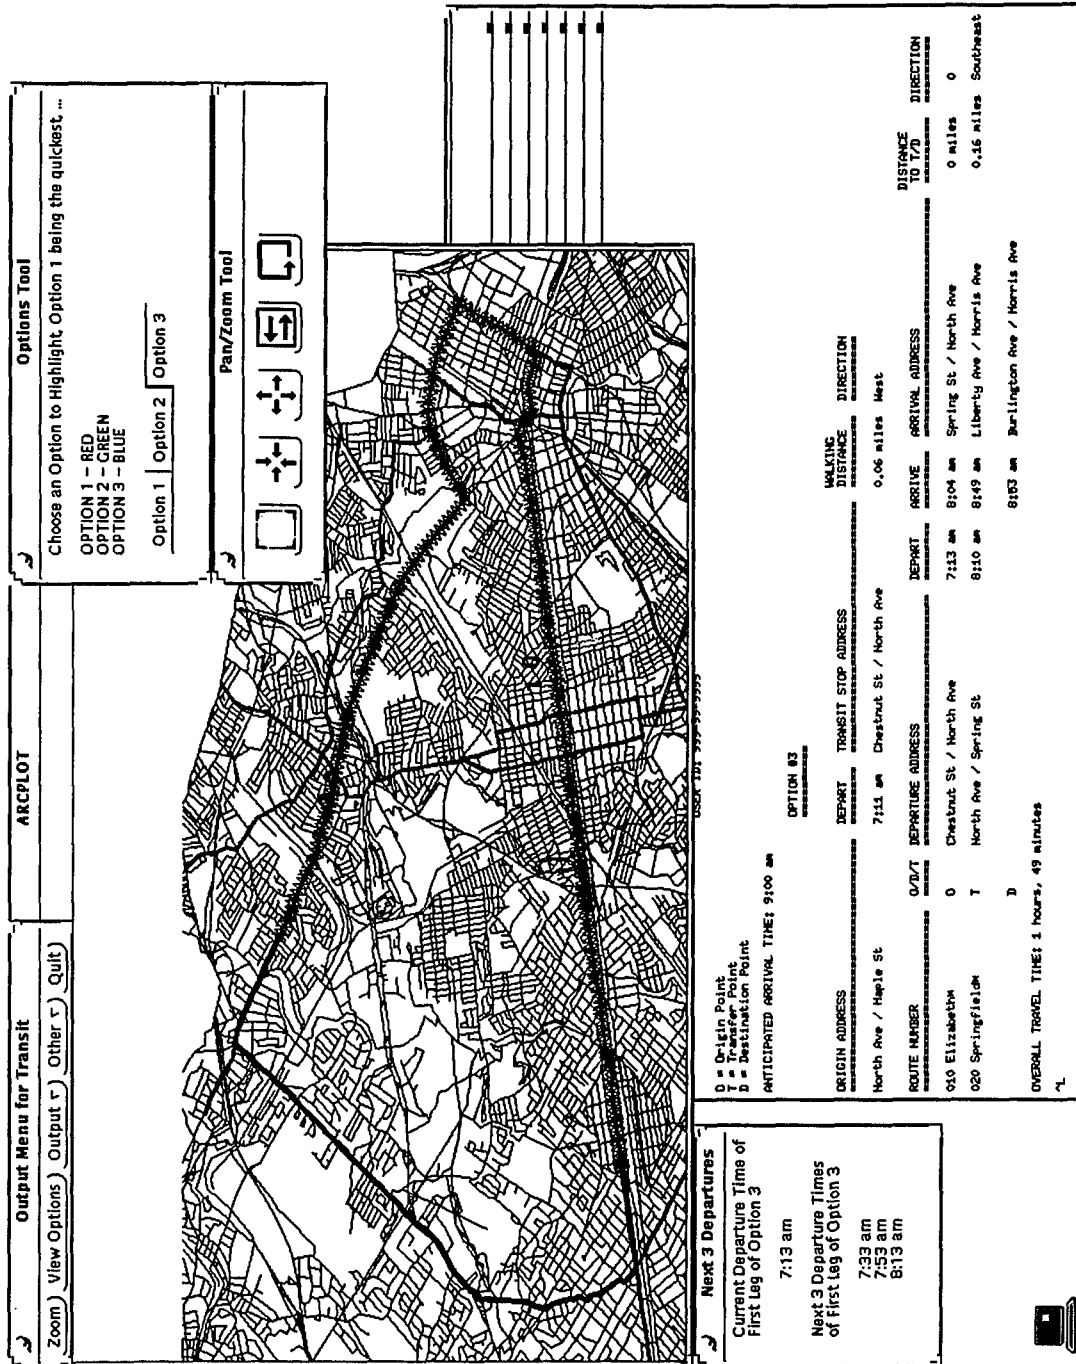 Output Menu for Transit
Zoom
View Options
Output
Other
Quit
ARCPLOT
Options Tool
Choose an Option to Highlight, Option 1 being the quickest, ...
OPTION 1 – RED
OPTION 2 – GREEN
OPTION 3 – BLUE
Option 1 Option 2 Option 3
Pan/Zoom Tool
Next 3 Departures
Current Departure Time of
First Leg of Option 3
7:13 am
Next 3 Departure Times
of First Leg of Option 3
7:33 am
7:53 am
8:13 am
O = Origin Point
T = Transfer Point
D = Destination Point
ANTICIPATED ARRIVAL TIME: 9:00 am
OPTION #3
ORIGIN ADDRESS DEPART TRANSIT STOP ADDRESS WALKING DISTANCE DIRECTION
North Ave / Maple St 7:11 am Chestnut St / North Ave 0.06 miles West
ROUTE NUMBER O/D/T DEPARTURE ADDRESS DEPART ARRIVE ARRIVAL ADDRESS DISTANCE TO T/D DIRECTION
010 ElizabethM O Chestnut St / North Ave 7:13 am 8:04 am Spring St / North Ave 0 miles 0
020 SpringfieldM T North Ave / Spring St 8:10 am 8:49 am Liberty Ave / Morris Ave 0.16 miles Southeast
D 8:53 am Burlington Ave / Morris Ave
OVERALL TRAVEL TIME: 1 hours, 49 minutes
^L